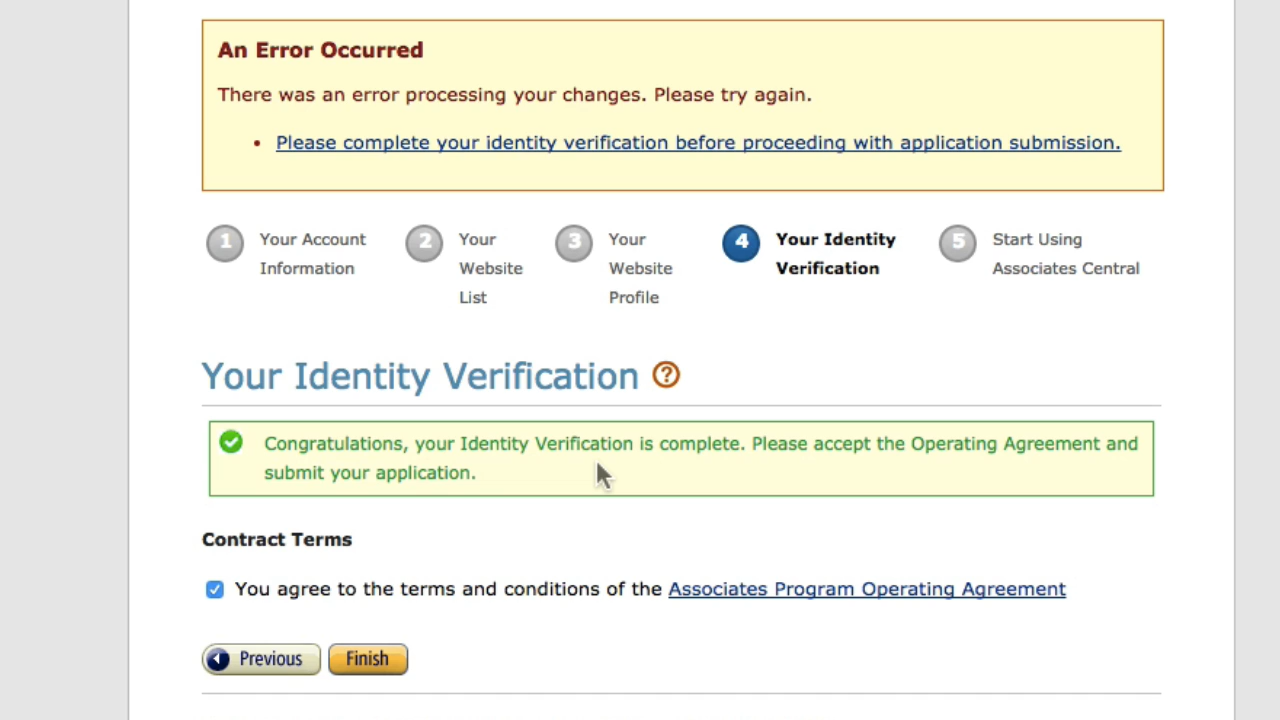 An Error Occurred
There was an error processing your changes. Please try again.
• Please complete your identity verification before proceeding with application submission.
1 Your Account Information
2 Your Website List
3 Your Website Profile
4 Your Identity Verification
5 Start Using Associates Central
Your Identity Verification ?
Congratulations, your Identity Verification is complete. Please accept the Operating Agreement and
submit your application.
Contract Terms
You agree to the terms and conditions of the Associates Program Operating Agreement
Previous Finish